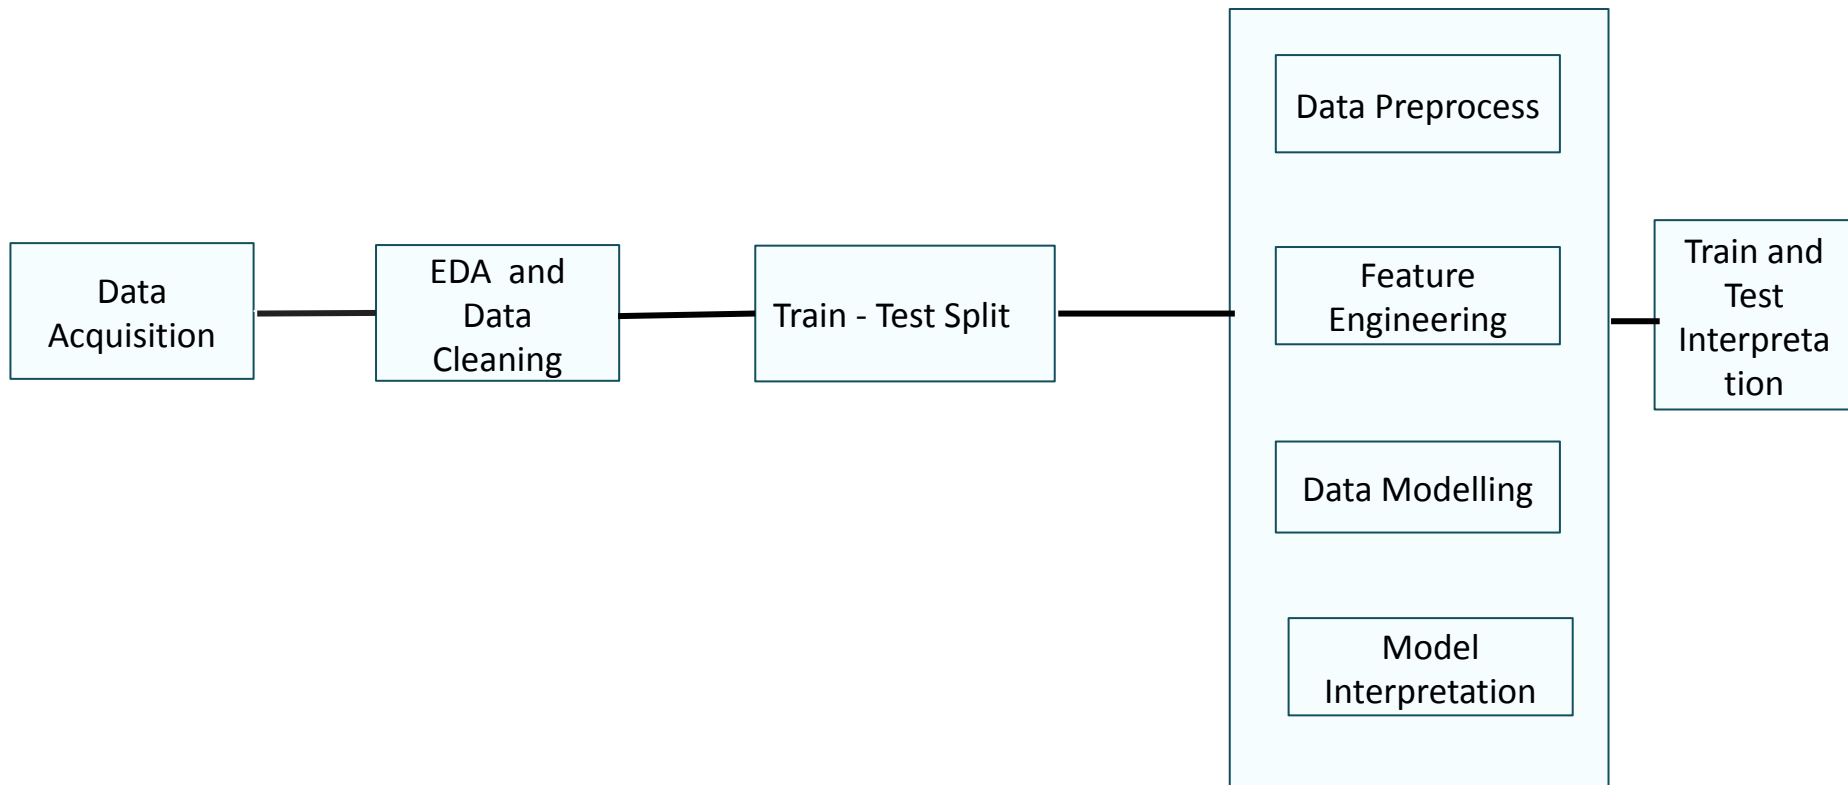 Data
Acquisition
EDA  and
Data
Cleaning
Train - Test Split
Data Preprocess
Feature
Engineering
Data Modelling
Model
Interpretation
Train and
Test
Interpreta
tion